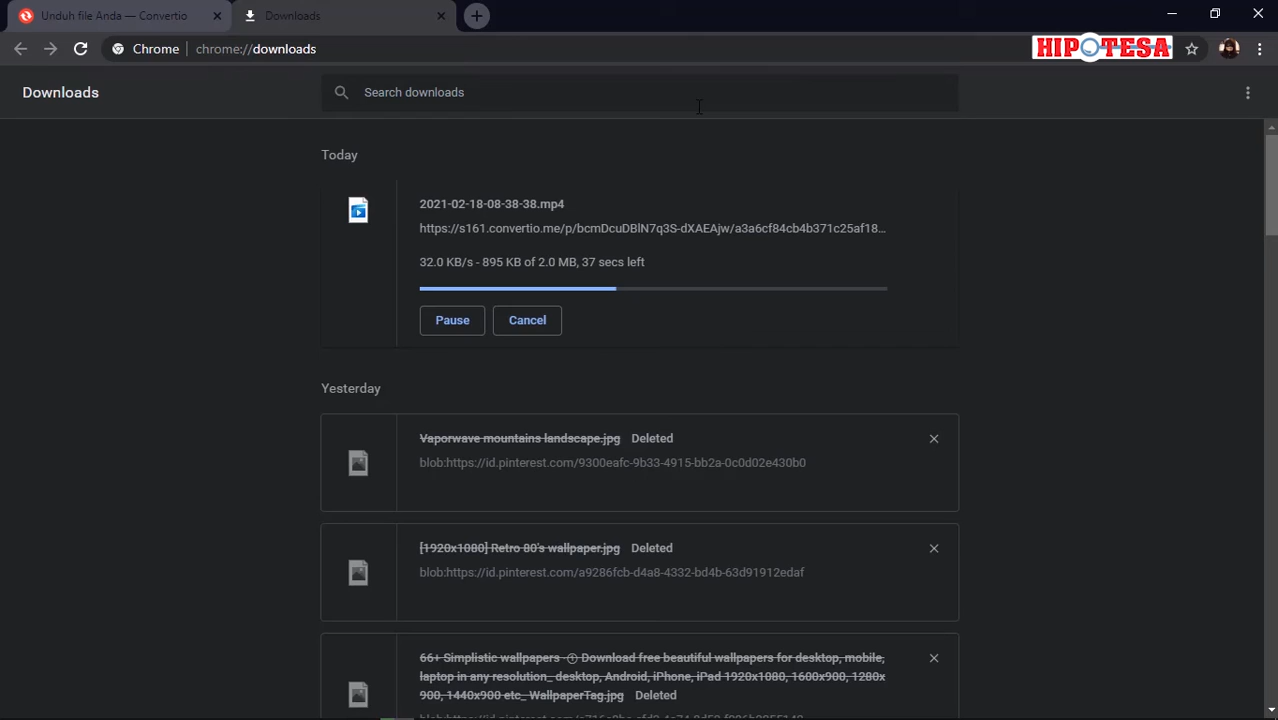 Unduh file Anda — Convertio
Downloads
Chrome
chrome://downloads
HIPOTESA
Downloads
Search downloads
Today
2021-02-18-08-38-38.mp4
https://s161.convertio.me/p/bcmDcuDBlN7q3S-dXAEAjw/a3a6cf84cb4b371c25af18...
32.0 KB/s - 895 KB of 2.0 MB, 37 secs left
Pause
Cancel
Yesterday
Vaporwave mountains landscape.jpg Deleted
blob:https://id.pinterest.com/9300eafc-9b33-4915-bb2a-0c0d02e430b0
[1920x1080] Retro 80's wallpaper.jpg Deleted
blob:https://id.pinterest.com/a9286fcb-d4a8-4332-bd4b-63d91912edaf
66+ Simplistic wallpapers ·① Download free beautiful wallpapers for desktop, mobile,
laptop in any resolution_ desktop, Android, iPhone, iPad 1920x1080, 1600x900, 1280x
900, 1440x900 etc_ WallpaperTag.jpg Deleted